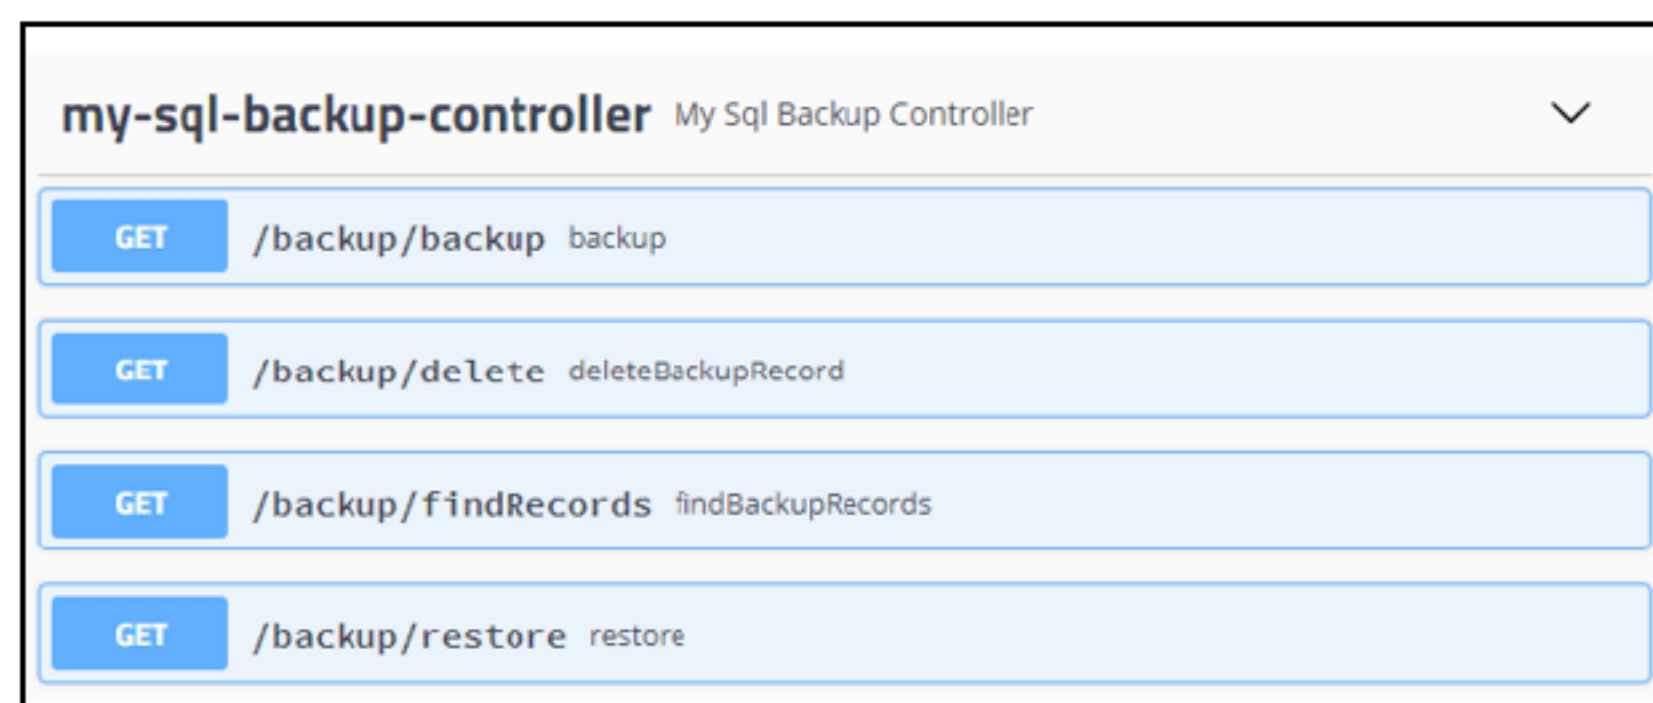 my-sql-backup-controller My Sql Backup Controller
GET /backup/backup backup
GET /backup/delete deleteBackupRecord
GET /backup/findRecords findBackupRecords
GET /backup/restore restore